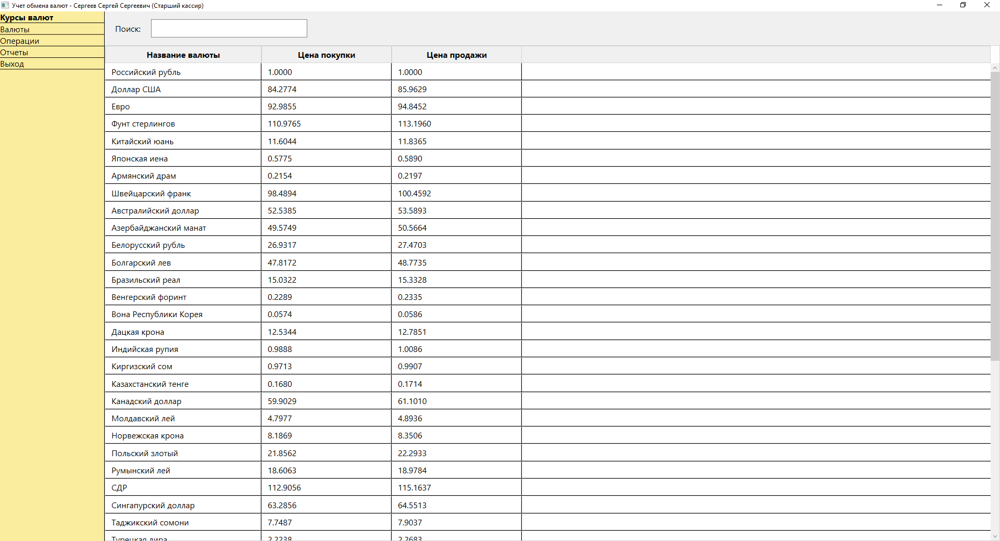 Учет обмена валют - Сергеев Сергей Сергеевич (Старший кассир)
Курсы валют
Валюты
Операции
Отчеты
Выход
Поиск:
Название валюты Цена покупки Цена продажи
Российский рубль 1.0000 1.0000
Доллар США 84.2774 85.9629
Евро 92.9855 94.8452
Фунт стерлингов 110.9765 113.1960
Китайский юань 11.6044 11.8365
Японская иена 0.5775 0.5890
Армянский драм 0.2154 0.2197
Швейцарский франк 98.4894 100.4592
Австралийский доллар 52.5385 53.5893
Азербайджанский манат 49.5749 50.5664
Белорусский рубль 26.9317 27.4703
Болгарский лев 47.8172 48.7735
Бразильский реал 15.0322 15.3328
Венгерский форинт 0.2289 0.2335
Вона Республики Корея 0.0574 0.0586
Дацкая крона 12.5344 12.7851
Индийская рупия 0.9888 1.0086
Киргизский сом 0.9713 0.9907
Казахстанский тенге 0.1680 0.1714
Канадский доллар 59.9029 61.1010
Молдавский лей 4.7977 4.8936
Норвежская крона 8.1869 8.3506
Польский злотый 21.8562 22.2933
Румынский лей 18.6063 18.9784
СДР 112.9056 115.1637
Сингапурский доллар 63.2856 64.5513
Таджикский сомони 7.7487 7.9037
Турецкая лира 2.2238 2.2683